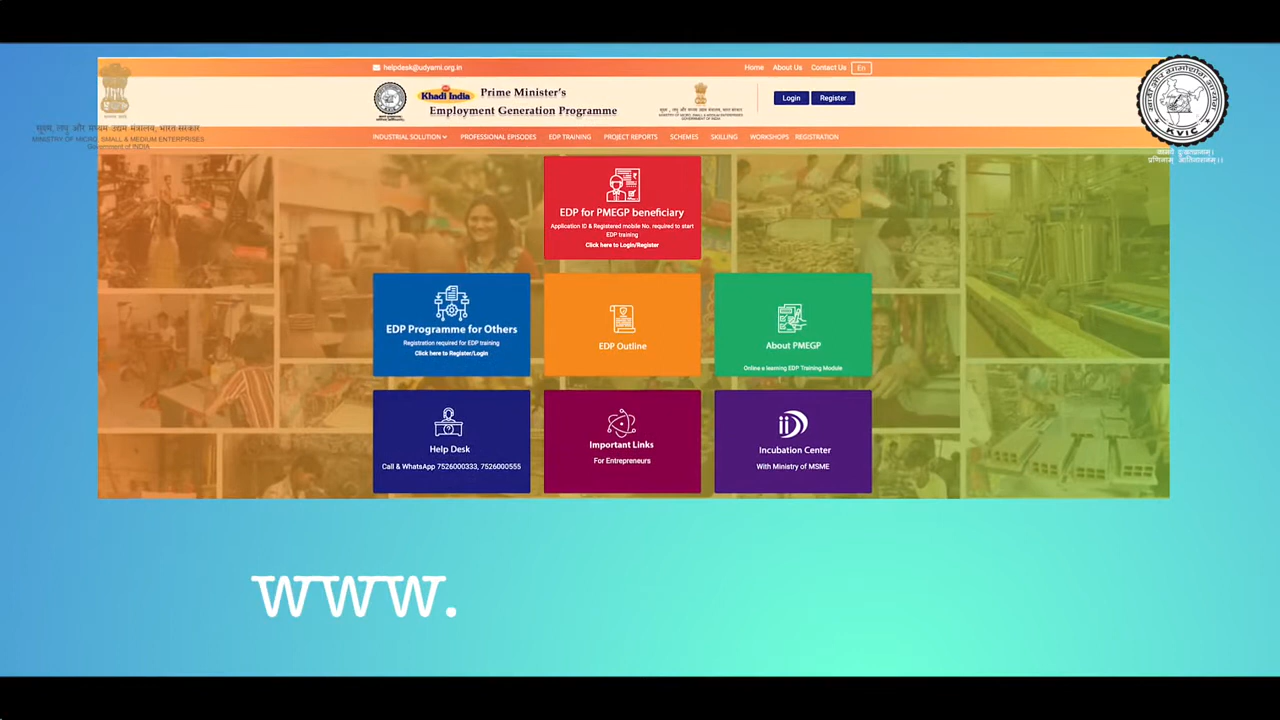 helpdesk@udyami.org.in
Home About Us Contact Us En
Khadi India
Prime Minister's
Employment Generation Programme
Login Register
सूक्ष्म, लघु और मध्यम उद्यम मंत्रालय, भारत सरकार
MINISTRY OF MICRO, SMALL & MEDIUM ENTERPRISES
Government of INDIA
KVIC
INDUSTRIAL SOLUTION PROFESSIONAL EPISODES EDP TRAINING PROJECT REPORTS SCHEMES SKILLING WORKSHOPS REGISTRATION
EDP for PMEGP beneficiary
Application ID & Registered mobile No. required to start
EDP training
Click here to Login/Register
EDP Programme for Others
Registration required for EDP training
Click here to Register/Login
EDP Outline
About PMEGP
Online e learning EDP Training Module
Help Desk
Call & WhatsApp 7526000333, 7526000555
Important Links
For Entrepreneurs
Incubation Center
With Ministry of MSME
www.